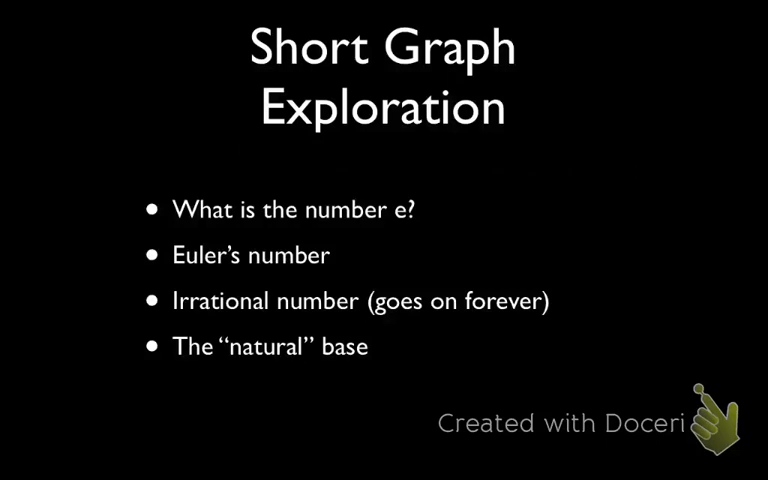 Short Graph
Exploration
• What is the number e?
• Euler’s number
• Irrational number (goes on forever)
• The “natural” base
Created with Doceri